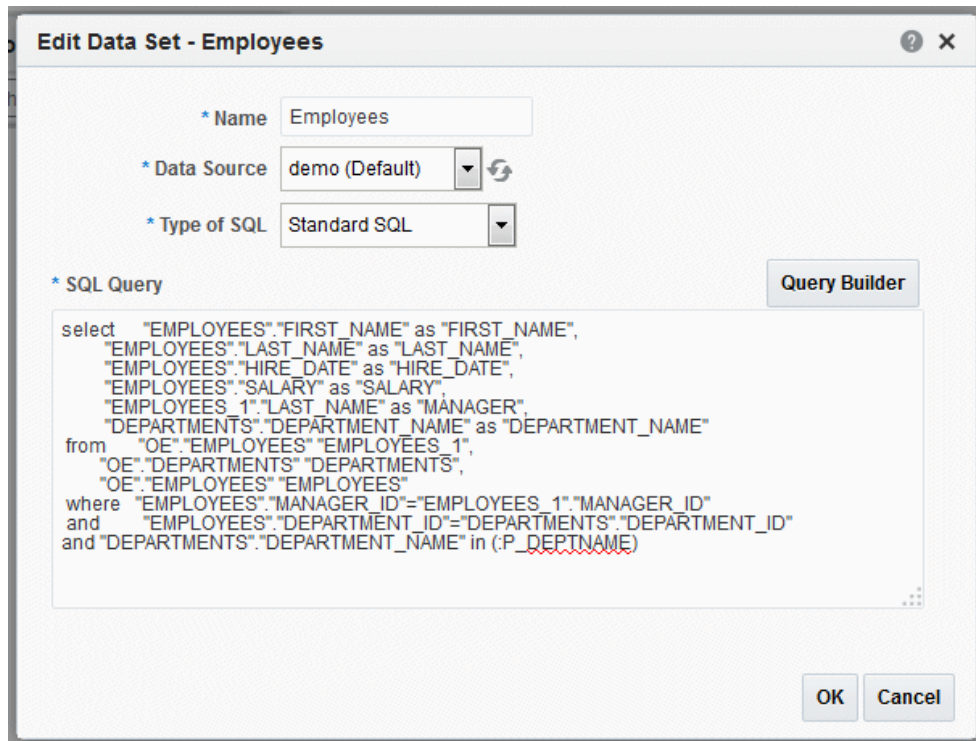 Edit Data Set - Employees
* Name Employees
* Data Source demo (Default)
* Type of SQL Standard SQL
* SQL Query
Query Builder
select "EMPLOYEES"."FIRST_NAME" as "FIRST_NAME",
"EMPLOYEES"."LAST_NAME" as "LAST_NAME",
"EMPLOYEES"."HIRE_DATE" as "HIRE_DATE",
"EMPLOYEES"."SALARY" as "SALARY",
"EMPLOYEES_1"."LAST_NAME" as "MANAGER",
"DEPARTMENTS"."DEPARTMENT_NAME" as "DEPARTMENT_NAME"
from "OE"."EMPLOYEES" "EMPLOYEES_1",
"OE"."DEPARTMENTS" "DEPARTMENTS",
"OE"."EMPLOYEES" "EMPLOYEES"
where "EMPLOYEES"."MANAGER_ID"="EMPLOYEES_1"."MANAGER_ID"
and "EMPLOYEES"."DEPARTMENT_ID"="DEPARTMENTS"."DEPARTMENT_ID"
and "DEPARTMENTS"."DEPARTMENT_NAME" in (:P_DEPTNAME)
OK Cancel